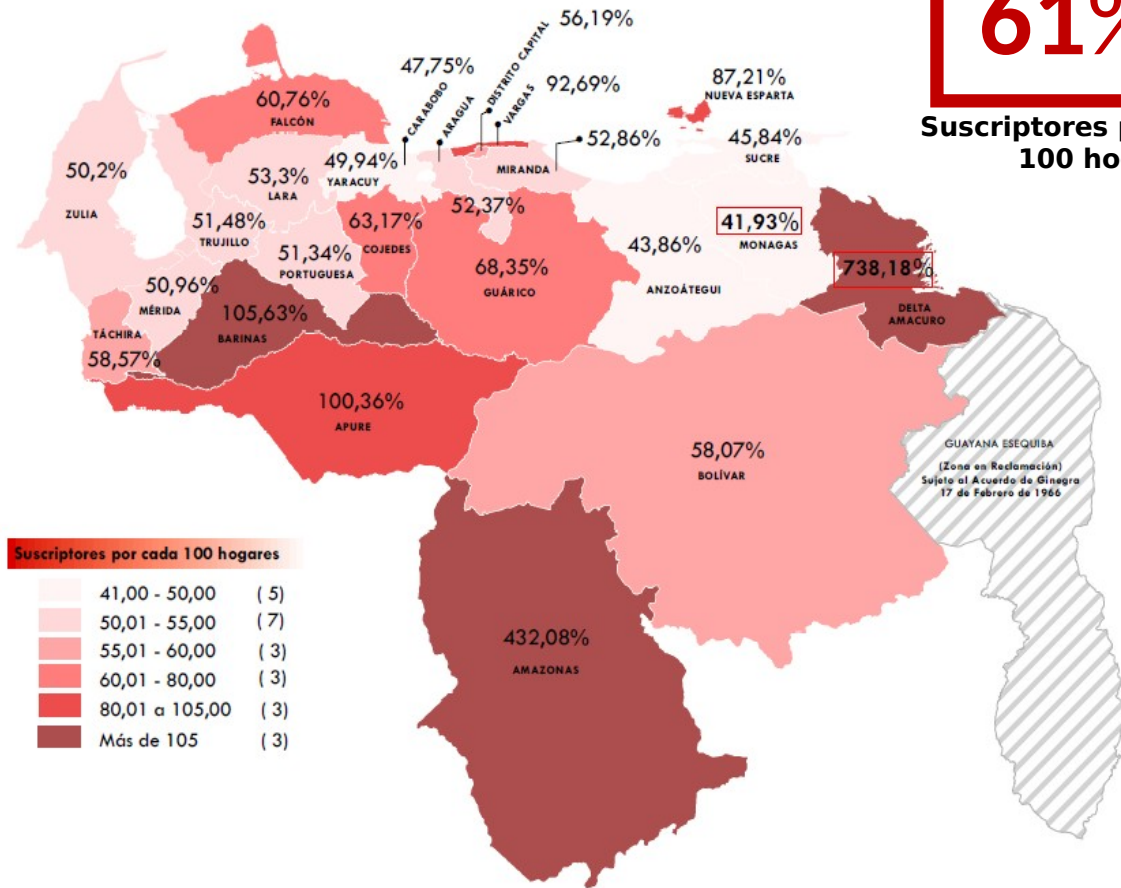 61%
Suscriptores p
100 ho
56,19%
DISTRITO CAPITAL
47,75%
CARABOBO
ARAGUA
VARGAS
92,69%
87,21%
NUEVA ESPARTA
60,76%
FALCÓN
52,86%
45,84%
SUCRE
50,2%
ZULIA
53,3%
LARA
49,94%
YARACUY
MIRANDA
51,48%
TRUJILLO
63,17%
COJEDES
52,37%
41,93%
MONAGAS
51,34%
PORTUGUESA
43,86%
ANZOÁTEGUI
68,35%
GUÁRICO
738,18%
DELTA
AMACURO
50,96%
MÉRIDA
105,63%
BARINAS
TÁCHIRA
58,57%
100,36%
APURE
58,07%
BOLÍVAR
GUAYANA ESEQUIBA
(Zona en Reclamación)
Sujeto al Acuerdo de Ginegra
17 de Febrero de 1966
432,08%
AMAZONAS
Suscriptores por cada 100 hogares
41,00 - 50,00 ( 5)
50,01 - 55,00 ( 7)
55,01 - 60,00 ( 3)
60,01 - 80,00 ( 3)
80,01 a 105,00 ( 3)
Más de 105 ( 3)